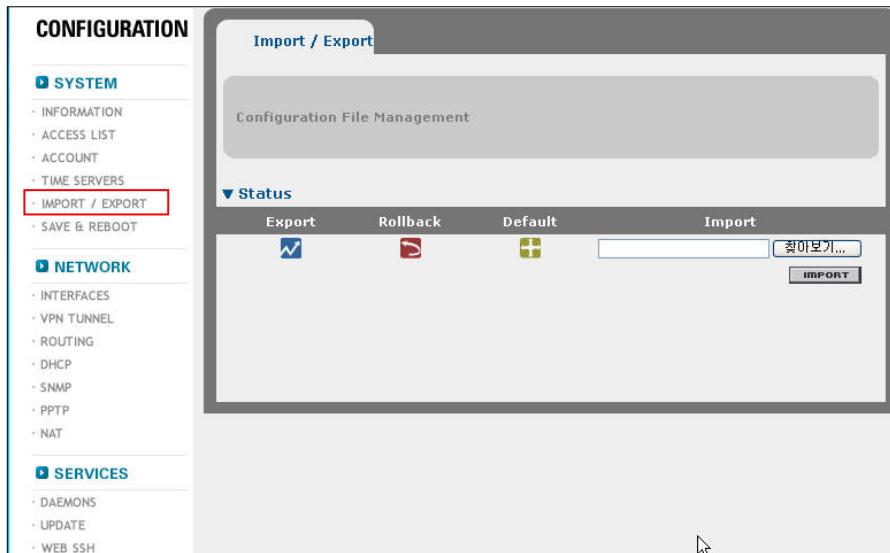 CONFIGURATION
SYSTEM
· INFORMATION
· ACCESS LIST
· ACCOUNT
· TIME SERVERS
· IMPORT / EXPORT
· SAVE & REBOOT
NETWORK
· INTERFACES
· VPN TUNNEL
· ROUTING
· DHCP
· SNMP
· PPTP
· NAT
SERVICES
· DAEMONS
· UPDATE
· WEB SSH
Import / Export
Configuration File Management
▼ Status
Export Rollback Default Import
찾아보기...
IMPORT